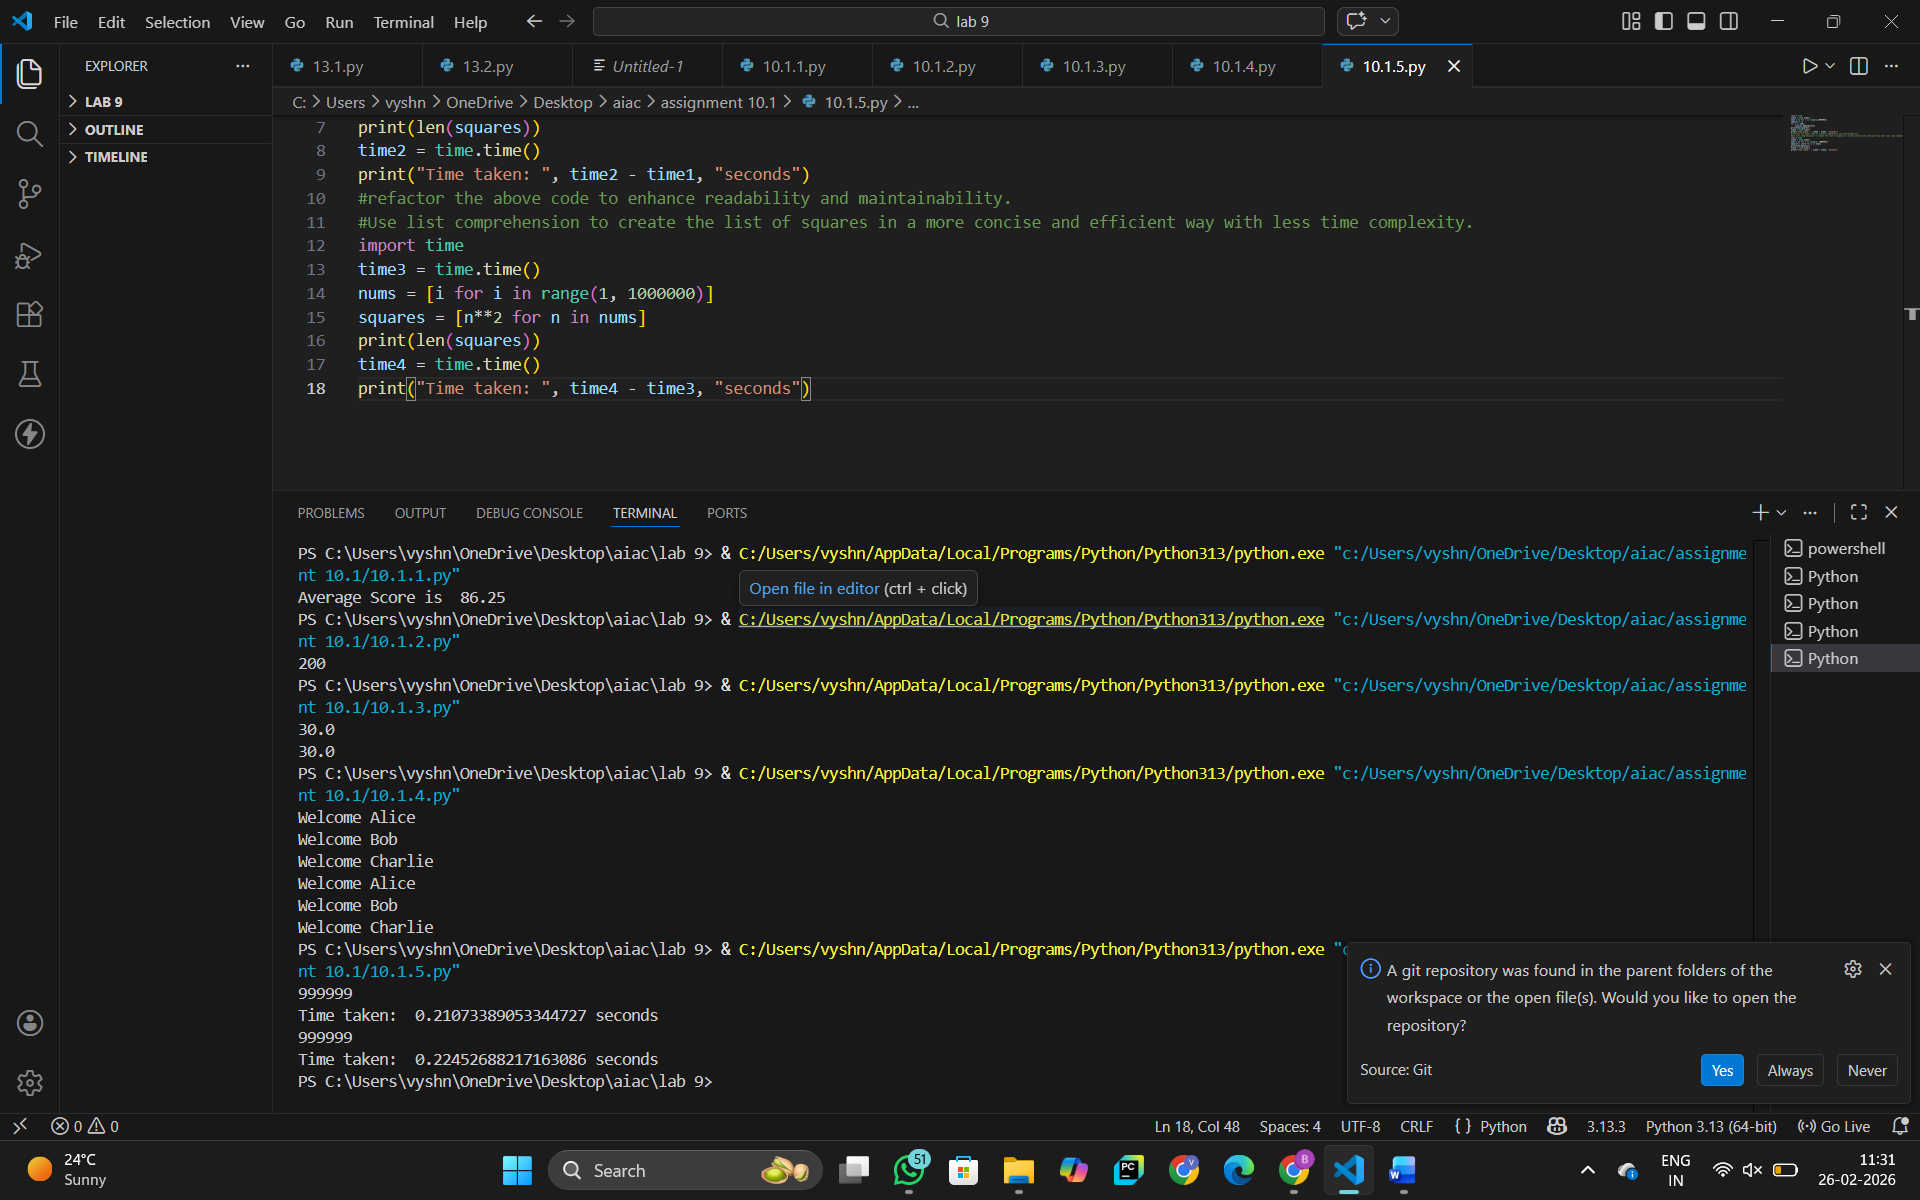 File Edit Selection View Go Run Terminal Help
lab 9
EXPLORER
LAB 9
OUTLINE
TIMELINE
13.1.py 13.2.py Untitled-1 10.1.1.py 10.1.2.py 10.1.3.py 10.1.4.py 10.1.5.py
C: > Users > vyshn > OneDrive > Desktop > aiac > assignment 10.1 > 10.1.5.py > ...
7 print(len(squares))
8 time2 = time.time()
9 print("Time taken: ", time2 - time1, "seconds")
10 #refactor the above code to enhance readability and maintainability.
11 #Use list comprehension to create the list of squares in a more concise and efficient way with less time complexity.
12 import time
13 time3 = time.time()
14 nums = [i for i in range(1, 1000000)]
15 squares = [n**2 for n in nums]
16 print(len(squares))
17 time4 = time.time()
18 print("Time taken: ", time4 - time3, "seconds")
PROBLEMS OUTPUT DEBUG CONSOLE TERMINAL PORTS
PS C:\Users\vyshn\OneDrive\Desktop\aiac\lab 9> & C:/Users/vyshn/AppData/Local/Programs/Python/Python313/python.exe "c:/Users/vyshn/OneDrive/Desktop/aiac/assignme
nt 10.1/10.1.1.py"
Open file in editor (ctrl + click)
Average Score is  86.25
PS C:\Users\vyshn\OneDrive\Desktop\aiac\lab 9> & C:/Users/vyshn/AppData/Local/Programs/Python/Python313/python.exe "c:/Users/vyshn/OneDrive/Desktop/aiac/assignme
nt 10.1/10.1.2.py"
200
PS C:\Users\vyshn\OneDrive\Desktop\aiac\lab 9> & C:/Users/vyshn/AppData/Local/Programs/Python/Python313/python.exe "c:/Users/vyshn/OneDrive/Desktop/aiac/assignme
nt 10.1/10.1.3.py"
30.0
30.0
PS C:\Users\vyshn\OneDrive\Desktop\aiac\lab 9> & C:/Users/vyshn/AppData/Local/Programs/Python/Python313/python.exe "c:/Users/vyshn/OneDrive/Desktop/aiac/assignme
nt 10.1/10.1.4.py"
Welcome Alice
Welcome Bob
Welcome Charlie
Welcome Alice
Welcome Bob
Welcome Charlie
PS C:\Users\vyshn\OneDrive\Desktop\aiac\lab 9> & C:/Users/vyshn/AppData/Local/Programs/Python/Python313/python.exe "c
nt 10.1/10.1.5.py"
999999
Time taken:  0.21073389053344727 seconds
999999
Time taken:  0.22452688217163086 seconds
PS C:\Users\vyshn\OneDrive\Desktop\aiac\lab 9>
powershell
Python
Python
Python
Python
A git repository was found in the parent folders of the
workspace or the open file(s). Would you like to open the
repository?
Source: Git
Yes Always Never
0 0
Ln 18, Col 48 Spaces: 4 UTF-8 CRLF { } Python 3.13.3 Python 3.13 (64-bit) Go Live
24°C
Sunny
Search
51
PC
V
B
W
ENG
IN
11:31
26-02-2026